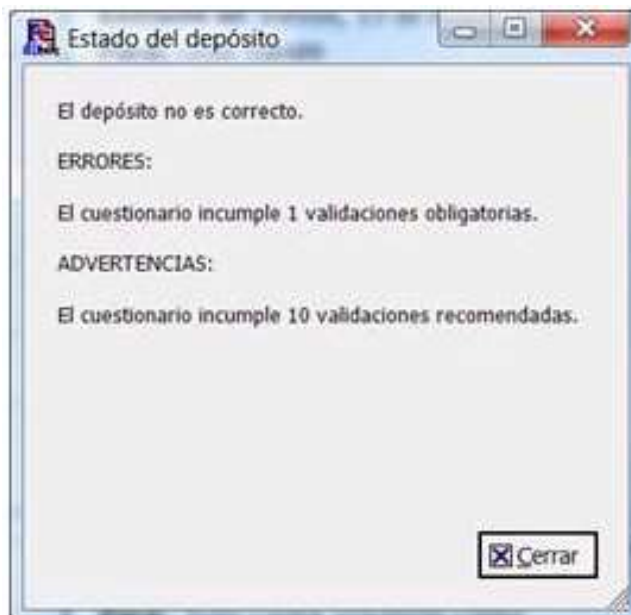 Estado del depósito
El depósito no es correcto.
ERRORES:
El cuestionario incumple 1 validaciones obligatorias.
ADVERTENCIAS:
El cuestionario incumple 10 validaciones recomendadas.
Cerrar